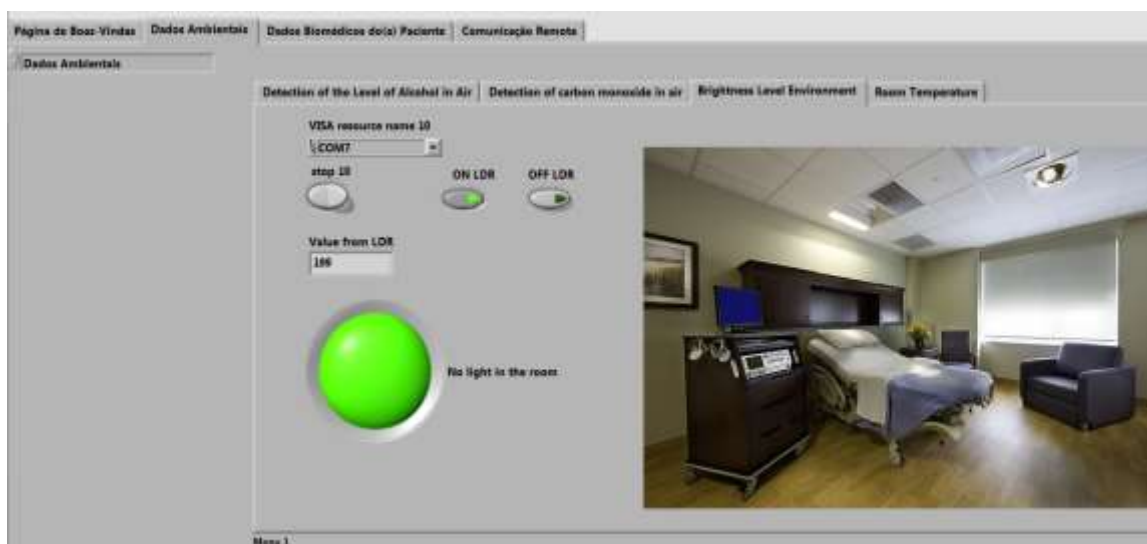 Página de Boas-Vindas Dados Ambientais Dados Biomédicos do(a) Paciente Comunicação Remota
Dados Ambientais
Detection of the Level of Alcohol in Air Detection of carbon monoxide in air Brightness Level Environment Room Temperature
VISA resource name 10
COM7
stop 10 ON LDR OFF LDR
Value from LDR
No light in the room